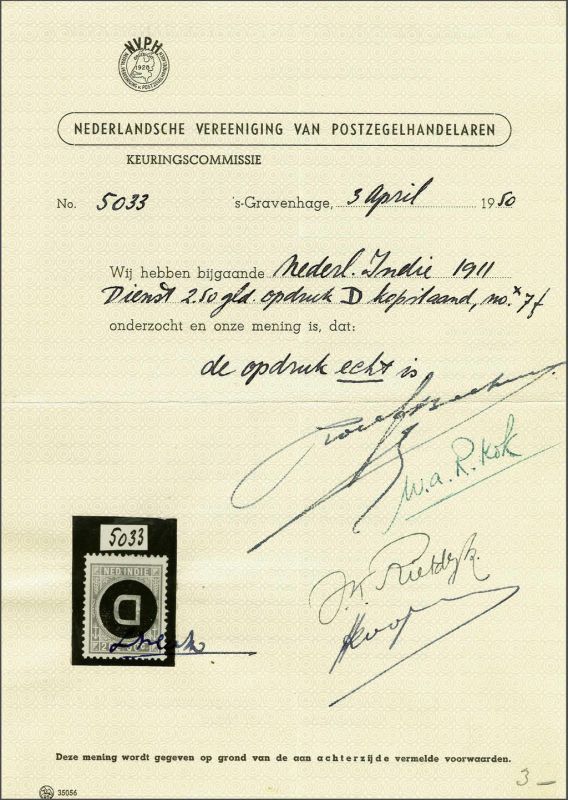 N.V.P.H
1928
NEDERLANDSCHE VEREENIGING VAN POSTZEGELHANDELAREN
KEURINGSCOMMISSIE
No. 5033 's-Gravenhage, 3 April 1950
Wij hebben bijgaande Nederl. Indie 1911
Dienst 2.50 gld. opdruk D kopstaand, no. x 7f
onderzocht en onze mening is, dat:
de opdruk echt is
W.A.R. Kok
5033
NED-INDIE
D
Deze mening wordt gegeven op grond van de aan achterzijde vermelde voorwaarden.
35056
3 –